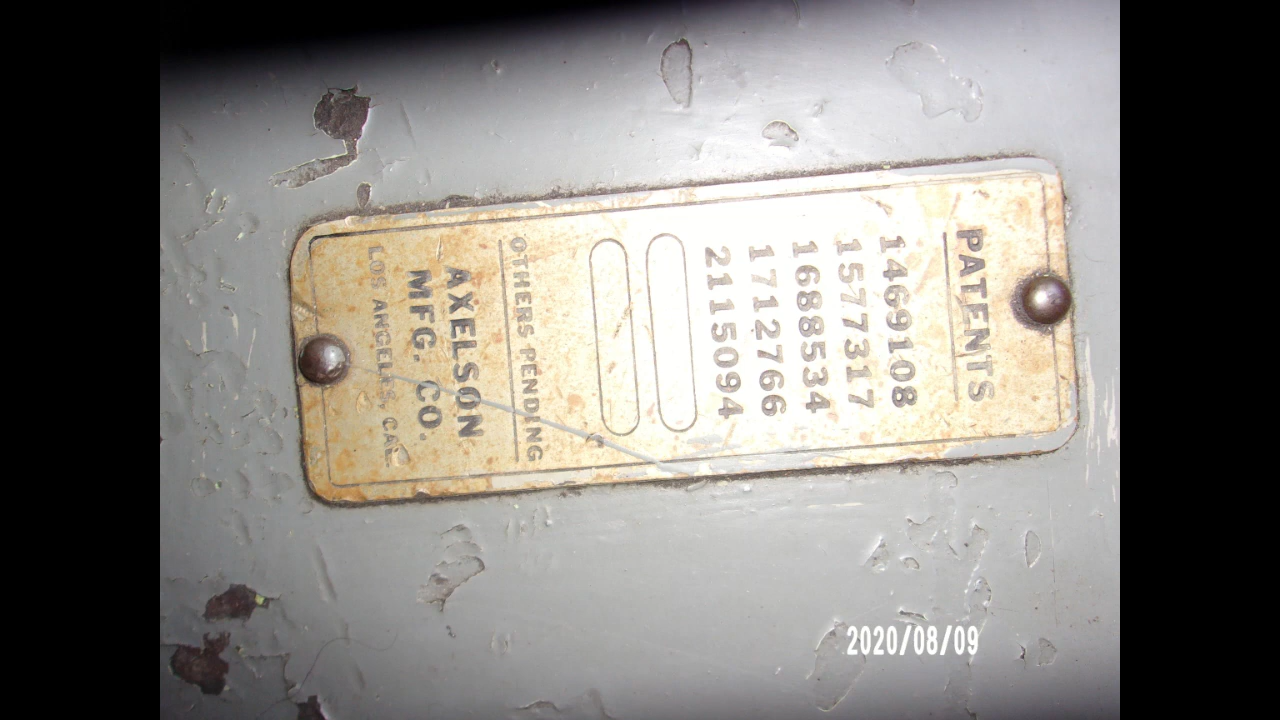 PATENTS
1469108
1577317
1688534
1712766
2115094
OTHERS PENDING
AXELSON
MFG. CO.
LOS ANGELES, CAL.
2020/08/09